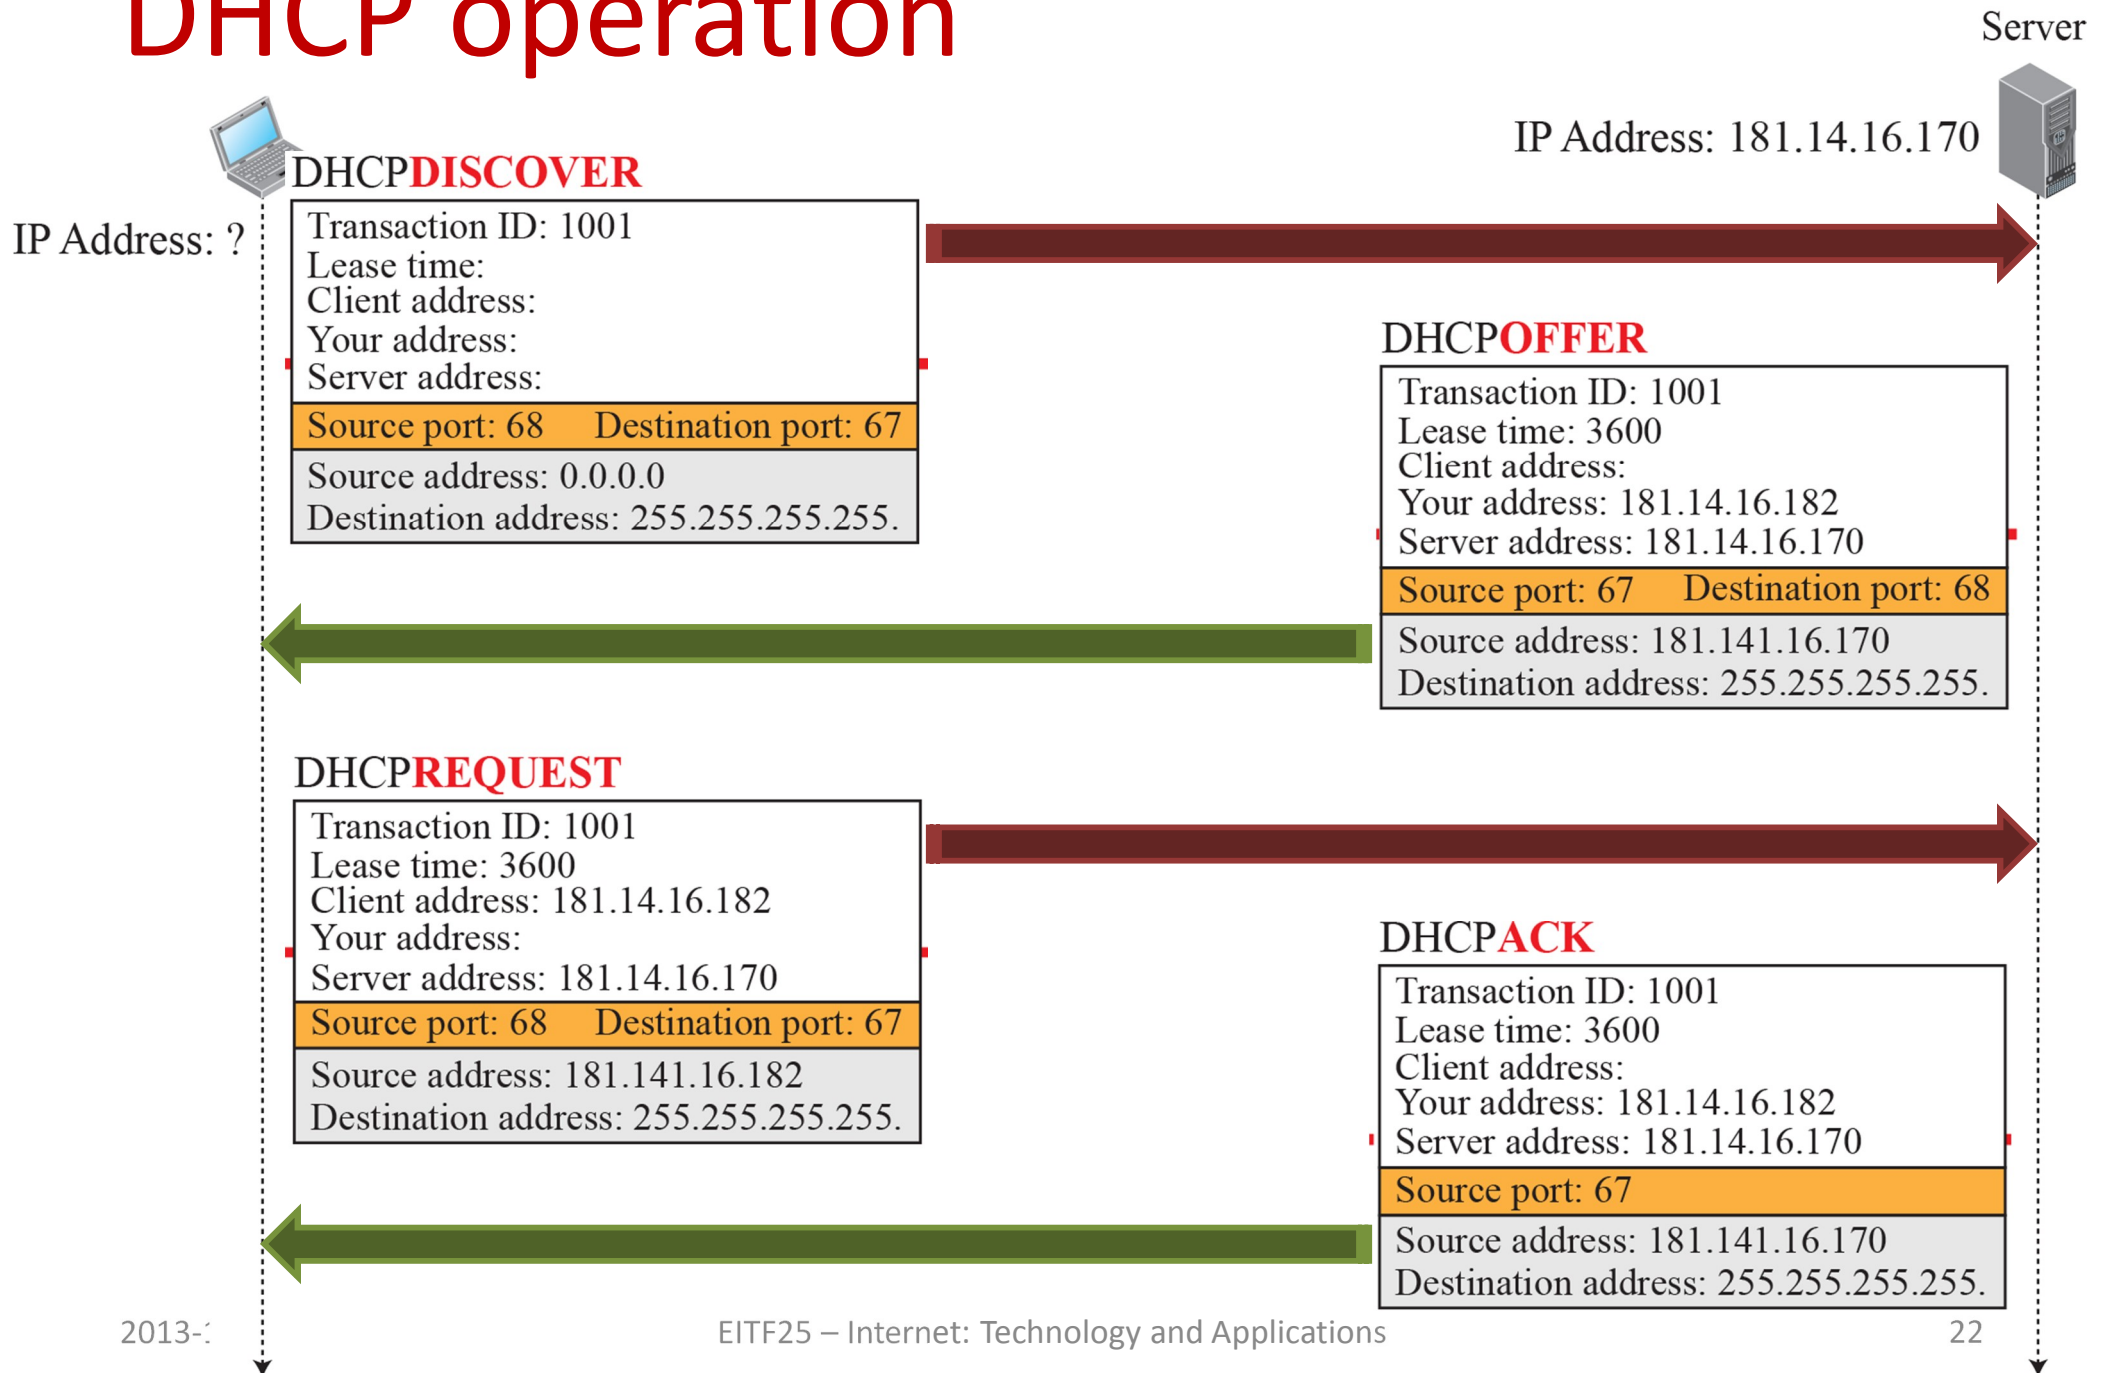 DHCP operation
Server
IP Address: 181.14.16.170
IP Address: ?
DHCPDISCOVER
Transaction ID: 1001
Lease time:
Client address:
Your address:
Server address:
Source port: 68 Destination port: 67
Source address: 0.0.0.0
Destination address: 255.255.255.255.
DHCPOFFER
Transaction ID: 1001
Lease time: 3600
Client address:
Your address: 181.14.16.182
Server address: 181.14.16.170
Source port: 67 Destination port: 68
Source address: 181.141.16.170
Destination address: 255.255.255.255.
DHCPREQUEST
Transaction ID: 1001
Lease time: 3600
Client address: 181.14.16.182
Your address:
Server address: 181.14.16.170
Source port: 68 Destination port: 67
Source address: 181.141.16.182
Destination address: 255.255.255.255.
DHCPACK
Transaction ID: 1001
Lease time: 3600
Client address:
Your address: 181.14.16.182
Server address: 181.14.16.170
Source port: 67
Source address: 181.141.16.170
Destination address: 255.255.255.255.
2013-
EITF25 – Internet: Technology and Applications
22